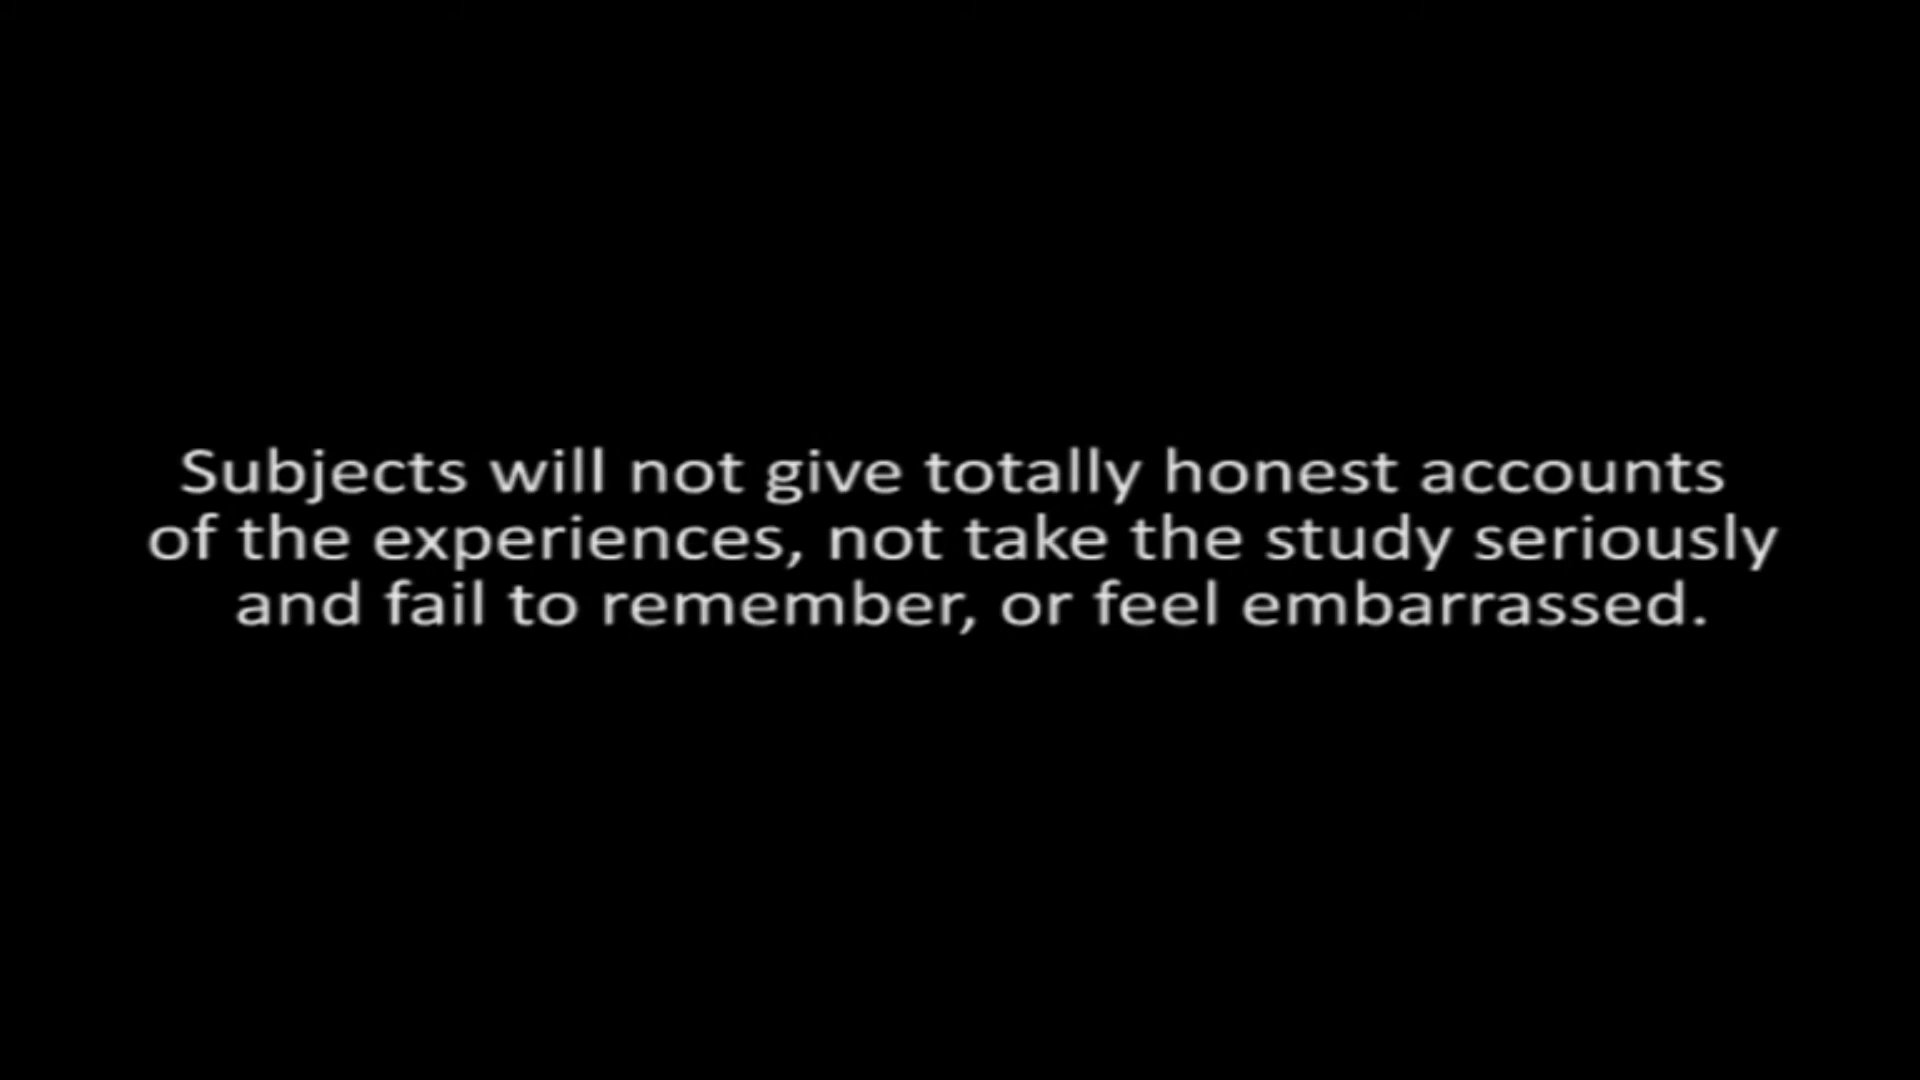 Subjects will not give totally honest accounts
of the experiences, not take the study seriously
and fail to remember, or feel embarrassed.